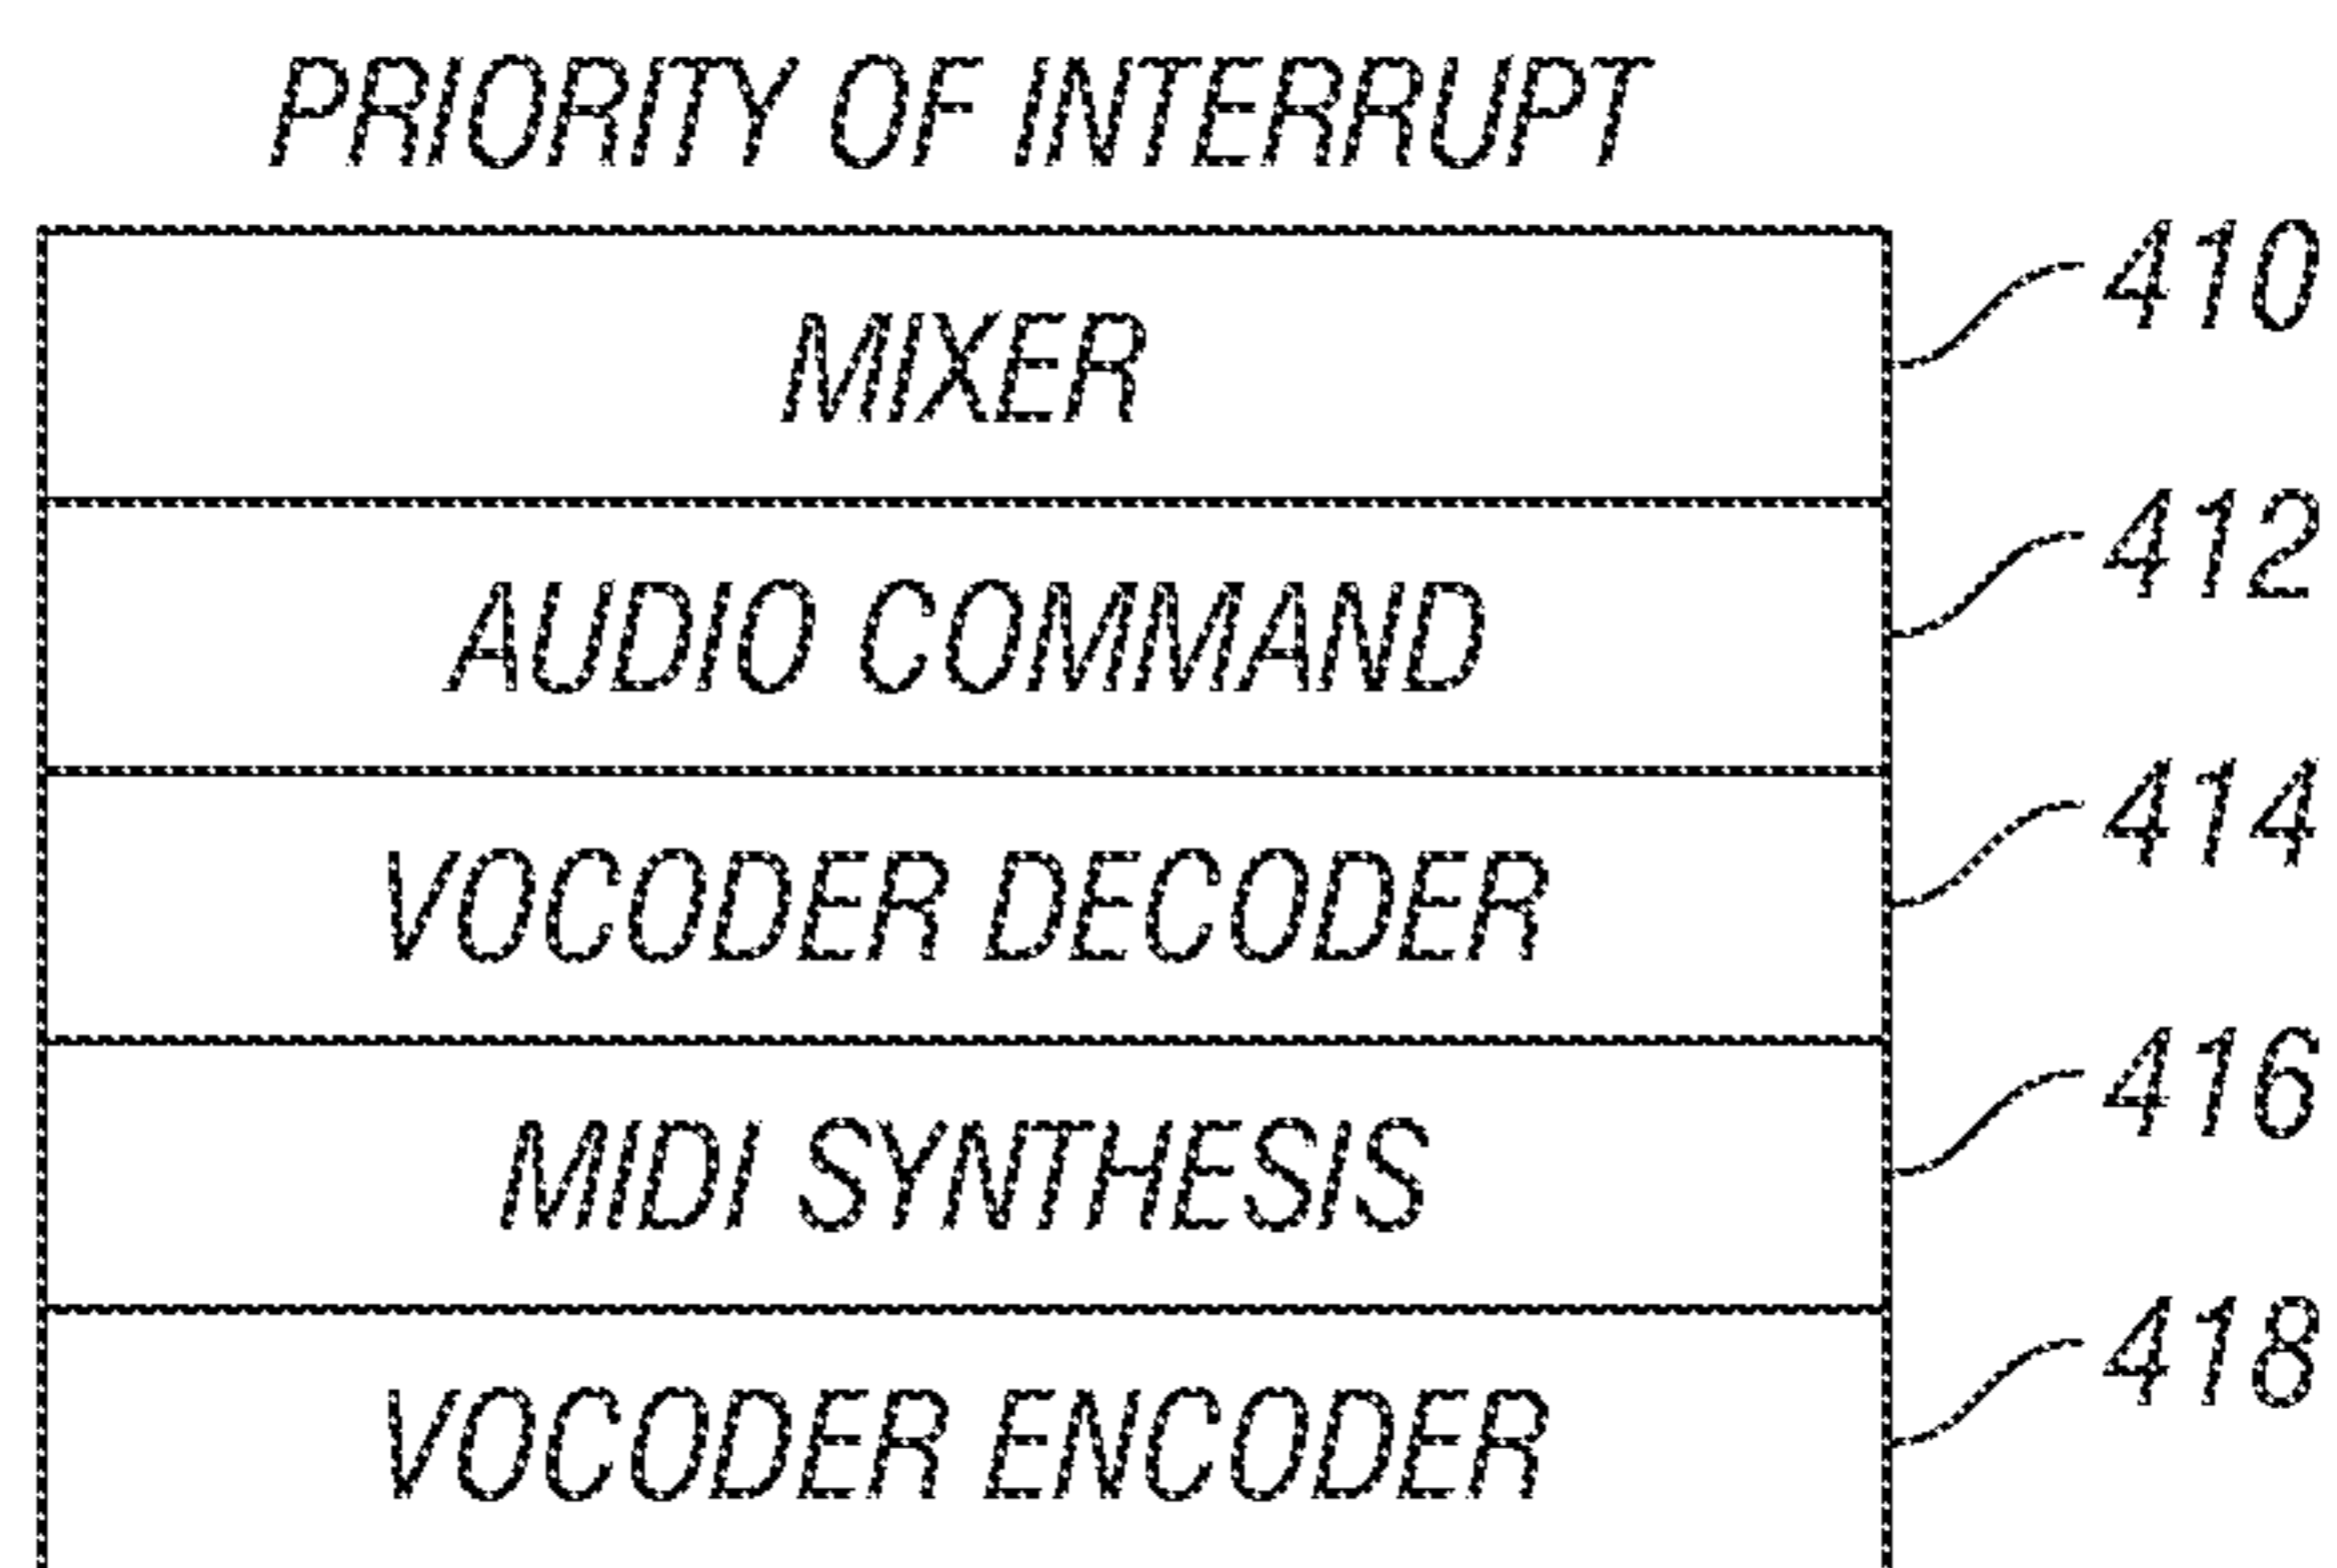 PRIORITY OF INTERRUPT
MIXER
410
AUDIO COMMAND
412
VOCODER DECODER
414
MIDI SYNTHESIS
416
VOCODER ENCODER
418